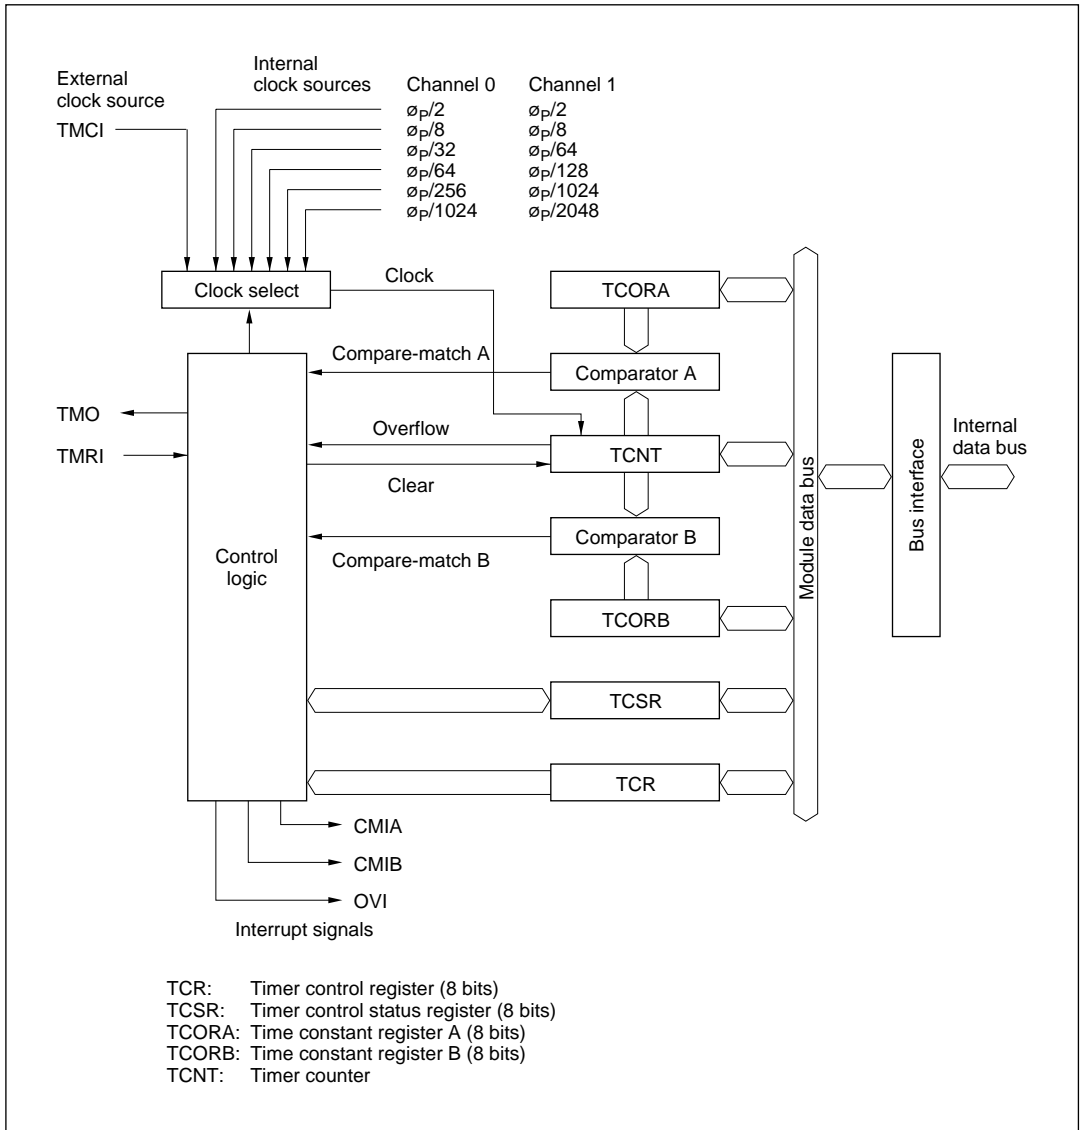 External
clock source
TMCI
Internal
clock sources
Channel 0
Channel 1
øP/2
øP/2
øP/8
øP/8
øP/32
øP/64
øP/64
øP/128
øP/256
øP/1024
øP/1024
øP/2048
Clock select
Clock
TCORA
Compare-match A
Comparator A
TMO
Overflow
TCNT
TMRI
Clear
Comparator B
Compare-match B
Control
logic
TCORB
Module data bus
Bus interface
Internal
data bus
TCSR
TCR
CMIA
CMIB
OVI
Interrupt signals
TCR: Timer control register (8 bits)
TCSR: Timer control status register (8 bits)
TCORA: Time constant register A (8 bits)
TCORB: Time constant register B (8 bits)
TCNT: Timer counter